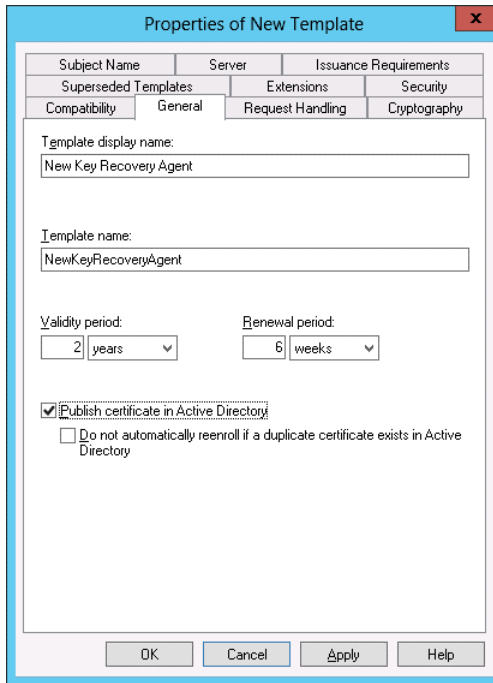 Properties of New Template
x
Subject Name Server Issuance Requirements
Superseded Templates Extensions Security
Compatibility General Request Handling Cryptography
Template display name:
New Key Recovery Agent
Template name:
NewKeyRecoveryAgent
Validity period: Renewal period:
2 years 6 weeks
Publish certificate in Active Directory
Do not automatically reenroll if a duplicate certificate exists in Active
Directory
OK Cancel Apply Help